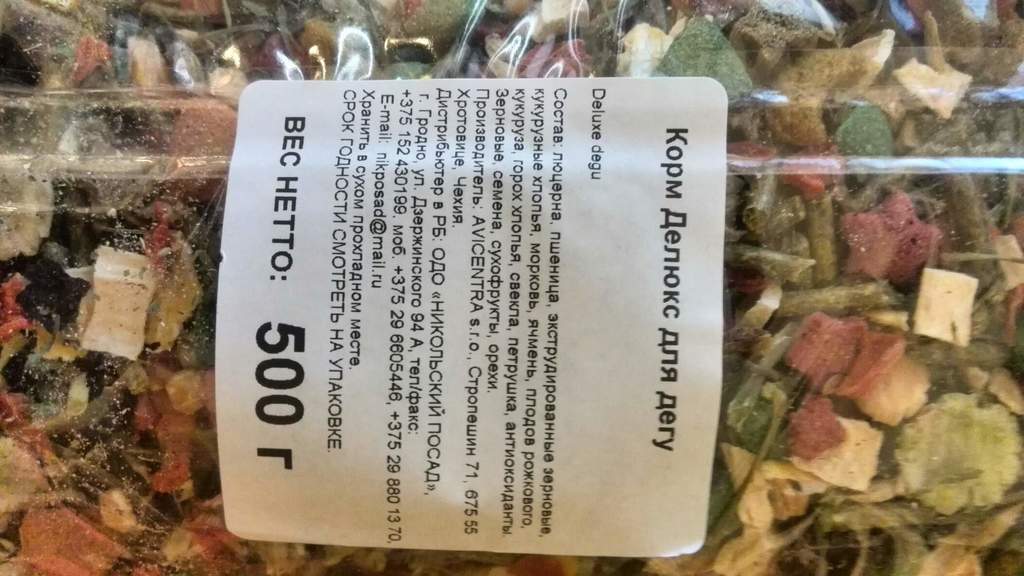 Корм Делюкс для дегу
Deluxe degu
Состав: люцерна, пшеница, экструдированные зерновые,
кукурузные хлопья, морковь, ячмень, плодов рожкового,
кукуруза, горох хлопья, свекла, петрушка, антиоксиданты.
Зерновые, семена, сухофрукты, орехи.
Производитель: AVICENTRA s.r.o., Стропешин 71, 675 55
Хротовице, Чехия.
Дистрибьютер в РБ: ОДО «НИКОЛЬСКИЙ ПОСАД»,
г. Гродно, ул. Дзержинского 94 А, тел/факс:
+375 152 430199, моб. +375 29 6605446, +375 29 880 13 70,
E-mail: nikposad@mail.ru
Хранить в сухом прохладном месте.
СРОК ГОДНОСТИ СМОТРЕТЬ НА УПАКОВКЕ.
ВЕС НЕТТО: 500 г